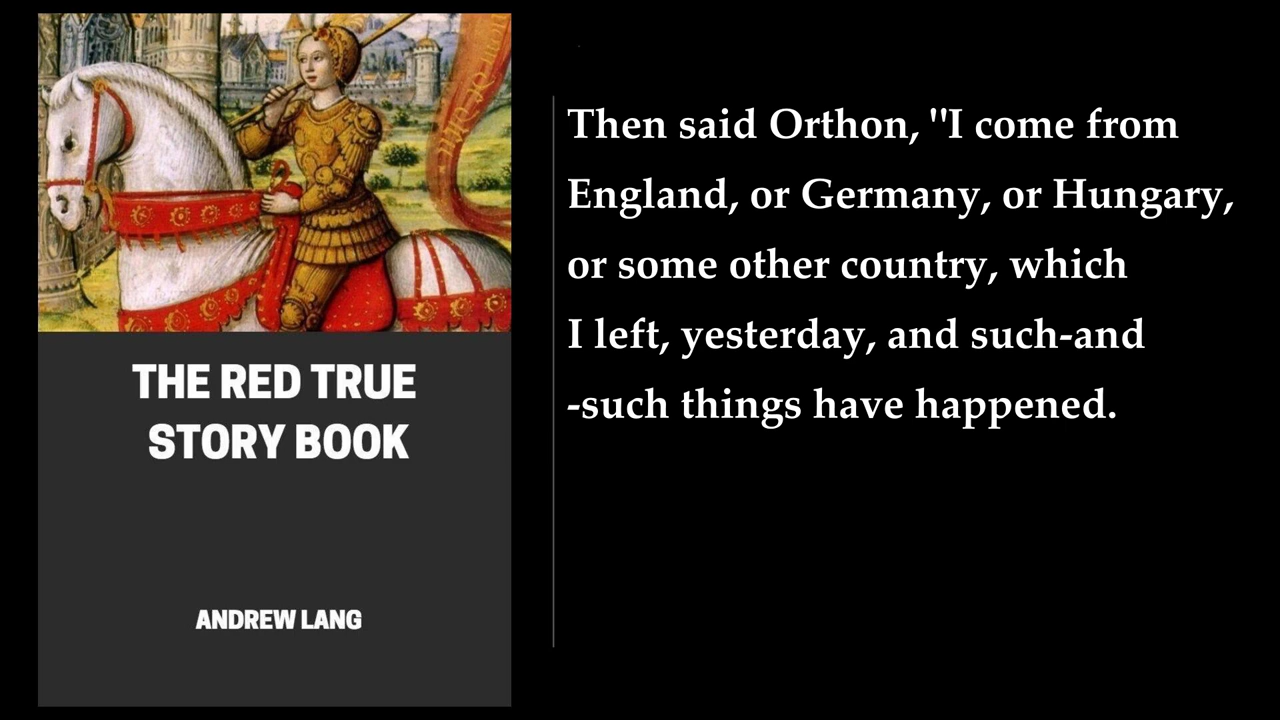 THE RED TRUE
STORY BOOK
ANDREW LANG
Then said Orthon, "I come from
England, or Germany, or Hungary,
or some other country, which
I left, yesterday, and such-and
-such things have happened.